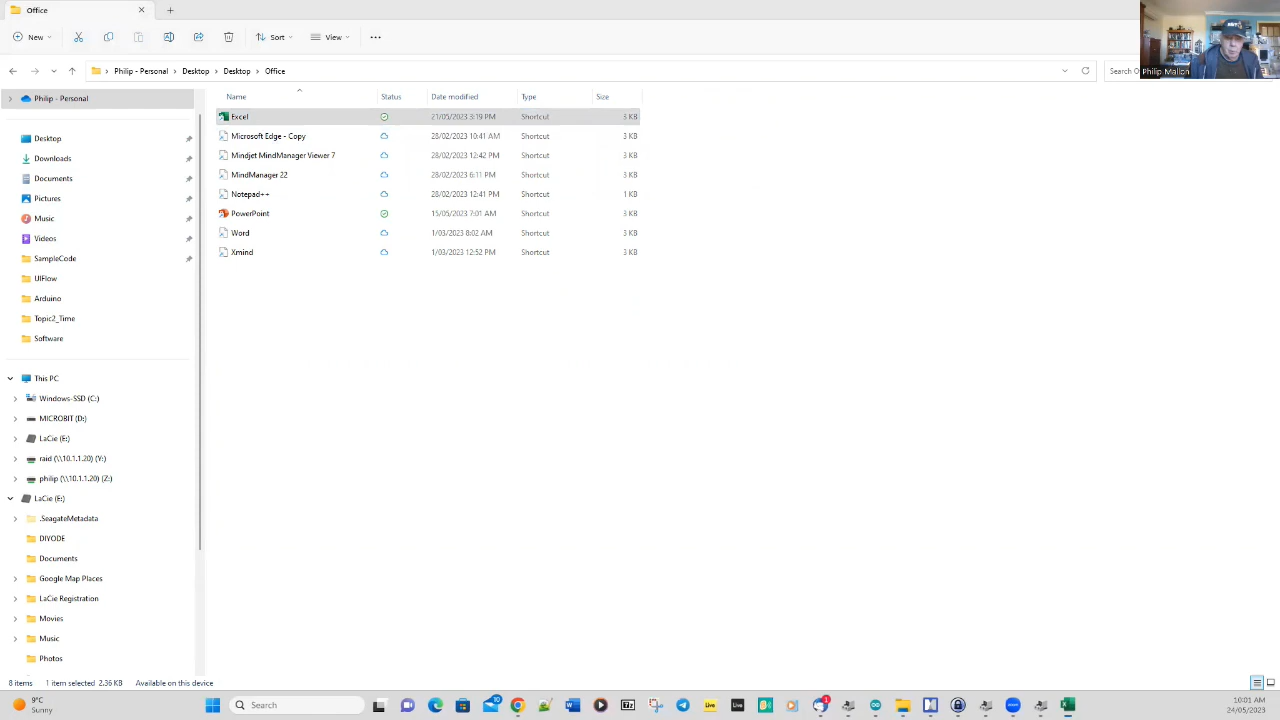 Office
New
Sort
View
Philip - Personal
Desktop
Desktop
Office
Search
Philip Mallon
Philip - Personal
Name
Status
Date modified
Type
Size
Excel
21/05/2023 3:19 PM
Shortcut
3 KB
Microsoft Edge - Copy
28/02/2023 10:41 AM
Shortcut
3 KB
Mindjet MindManager Viewer 7
28/02/2023 12:42 PM
Shortcut
3 KB
MindManager 22
28/02/2023 6:11 PM
Shortcut
3 KB
Notepad++
28/02/2023 12:41 PM
Shortcut
1 KB
PowerPoint
15/05/2023 7:01 AM
Shortcut
3 KB
Word
1/03/2023 8:02 AM
Shortcut
3 KB
Xmind
1/03/2023 12:52 PM
Shortcut
3 KB
Desktop
Downloads
Documents
Pictures
Music
Videos
SampleCode
UIFlow
Arduino
Topic2_Time
Software
This PC
Windows-SSD (C:)
MICROBIT (D:)
LaCie (E:)
raid (\\10.1.1.20) (Y:)
philip (\\10.1.1.20) (Z:)
LaCie (E:)
.SeagateMetadata
DIYODE
Documents
Google Map Places
LaCie Registration
Movies
Music
Photos
8 items
1 item selected 2.36 KB
Available on this device
9°C
Sunny
Search
10
Live
Live
1
zoom
10:01 AM
24/05/2023